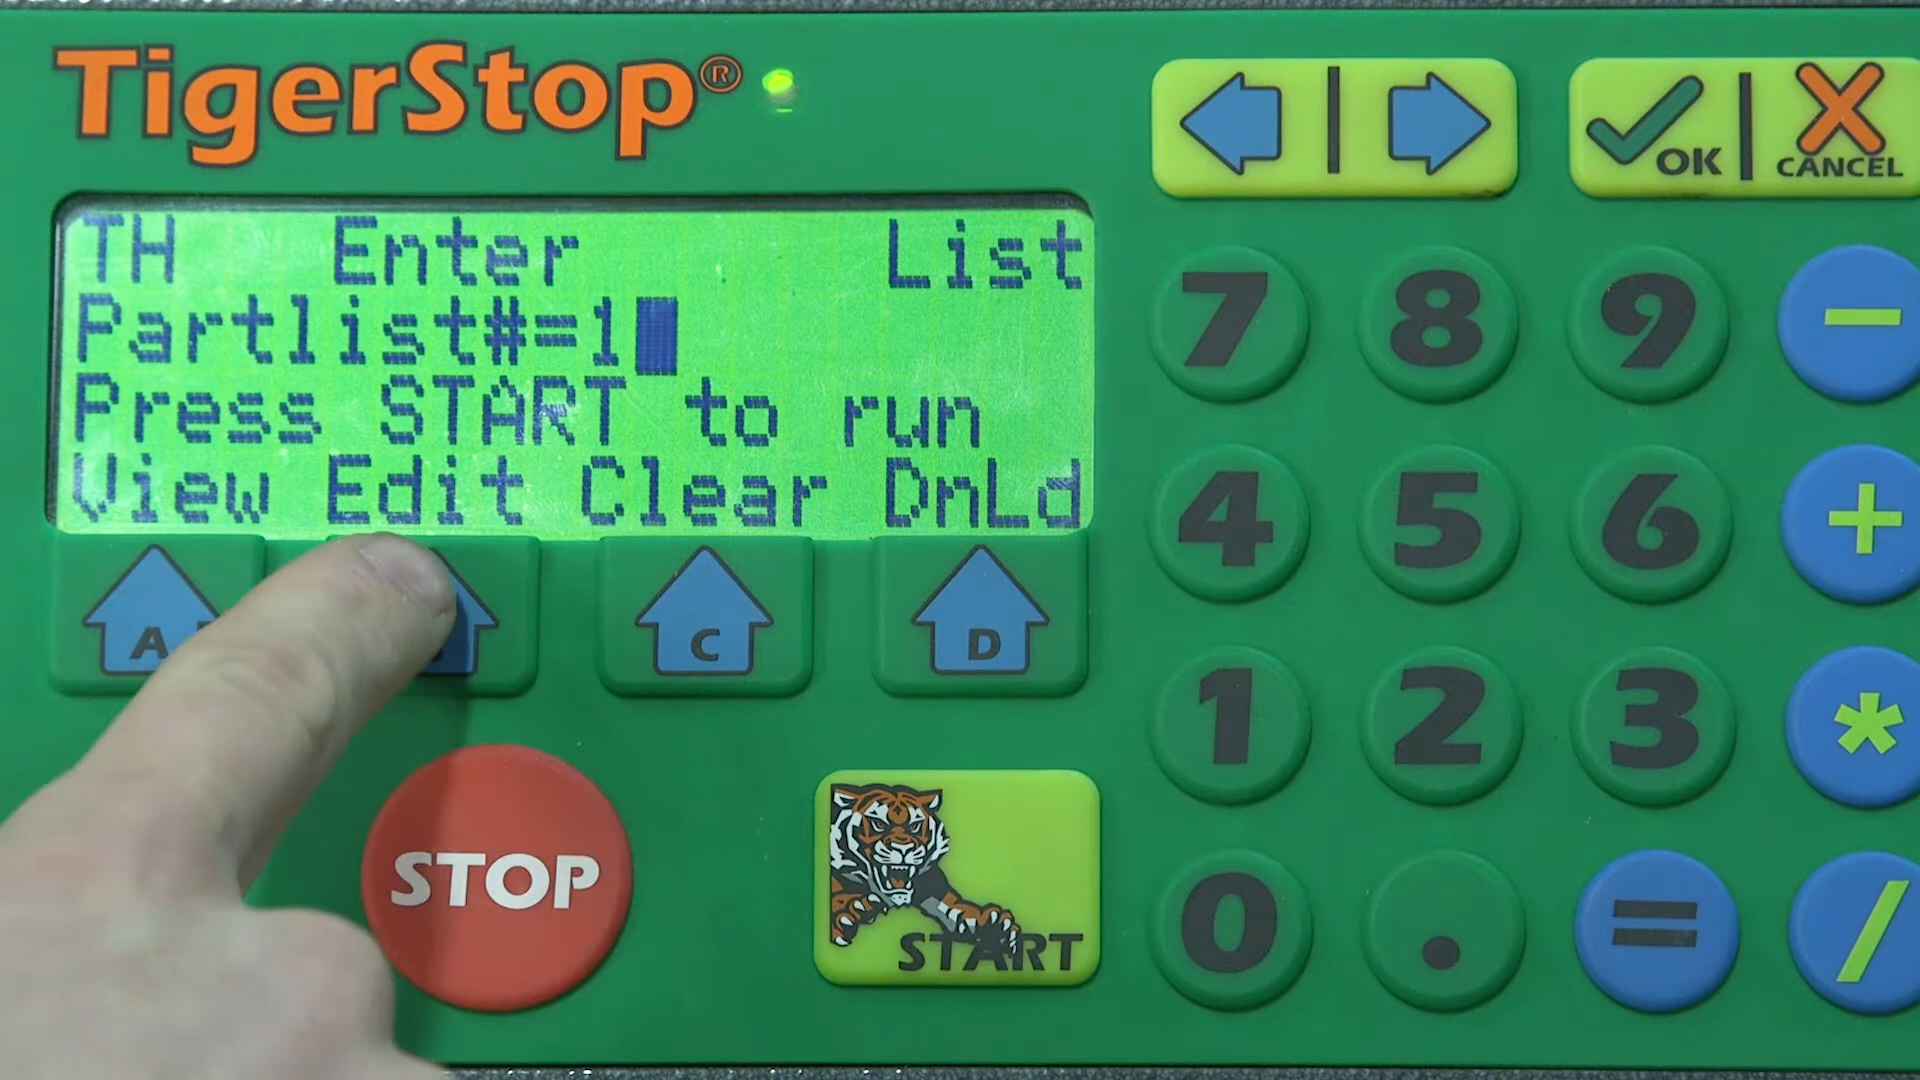 TigerStop®
TH Enter List
Partlist#=1
Press START to run
View Edit Clear DnLd
A C D
STOP
START
OK CANCEL
7 8 9 -
4 5 6 +
1 2 3 *
0 . = /